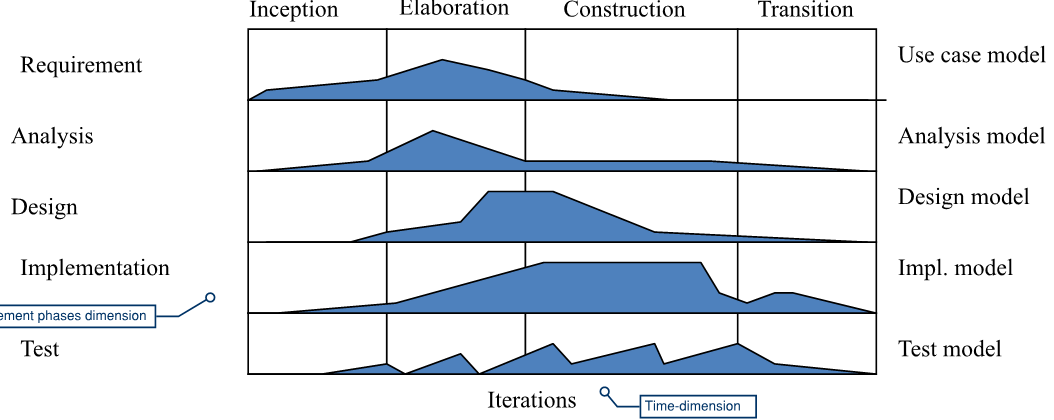 Inception Elaboration Construction Transition
Requirement Use case model
Analysis Analysis model
Design Design model
Implementation Impl. model
ement phases dimension
Test Test model
Iterations Time-dimension